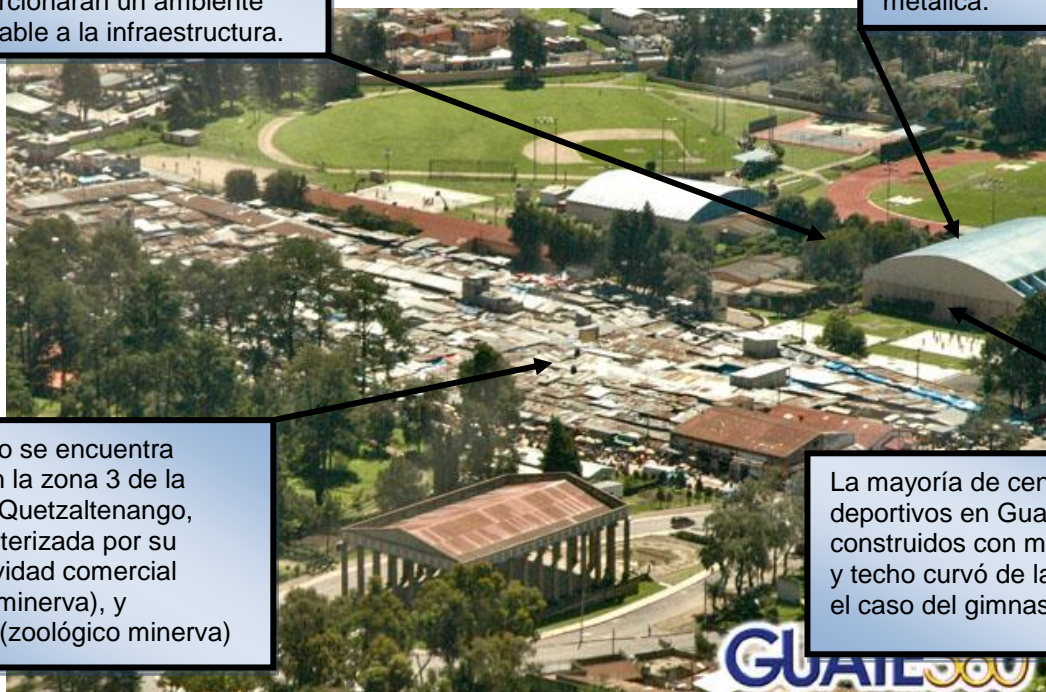 rcionarán un ambiente
able a la infraestructura.
metálica.
o se encuentra
n la zona 3 de la
Quetzaltenango,
terizada por su
vidad comercial
minerva), y
(zoológico minerva)
La mayoría de cen
deportivos en Gua
construidos con m
y techo curvó de la
el caso del gimnas
GUATE360